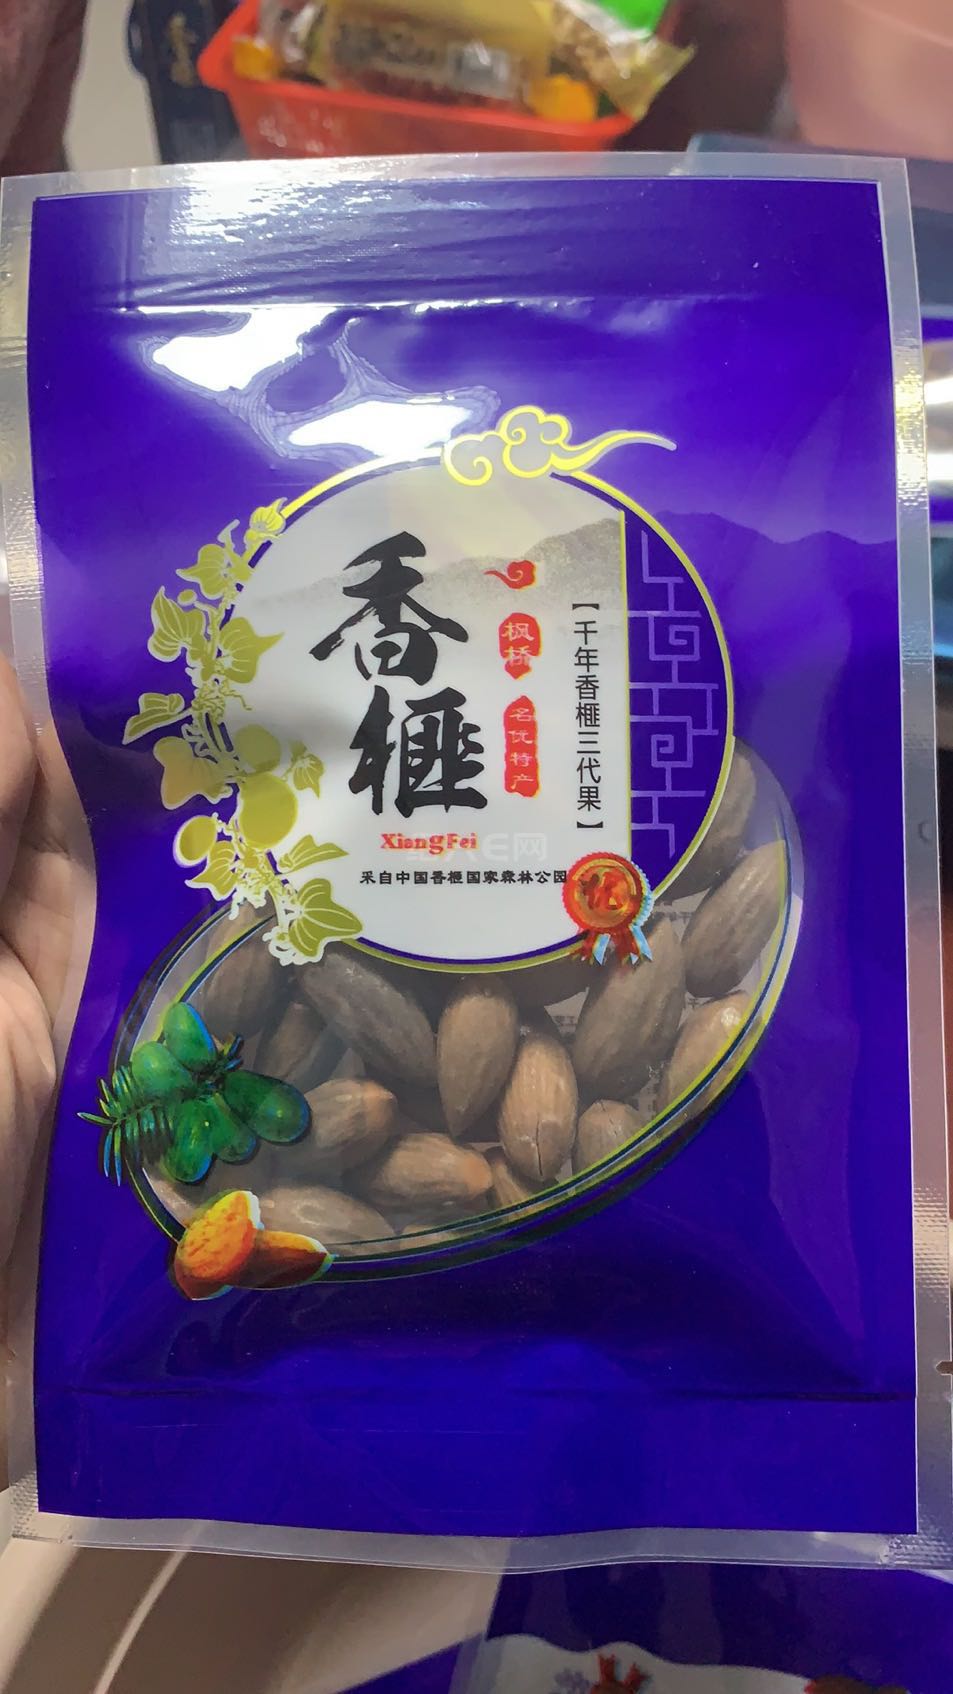 香榧
枫桥
名优特产
【千年香榧三代果】
XiangFei
采自中国香榧国家森林公园